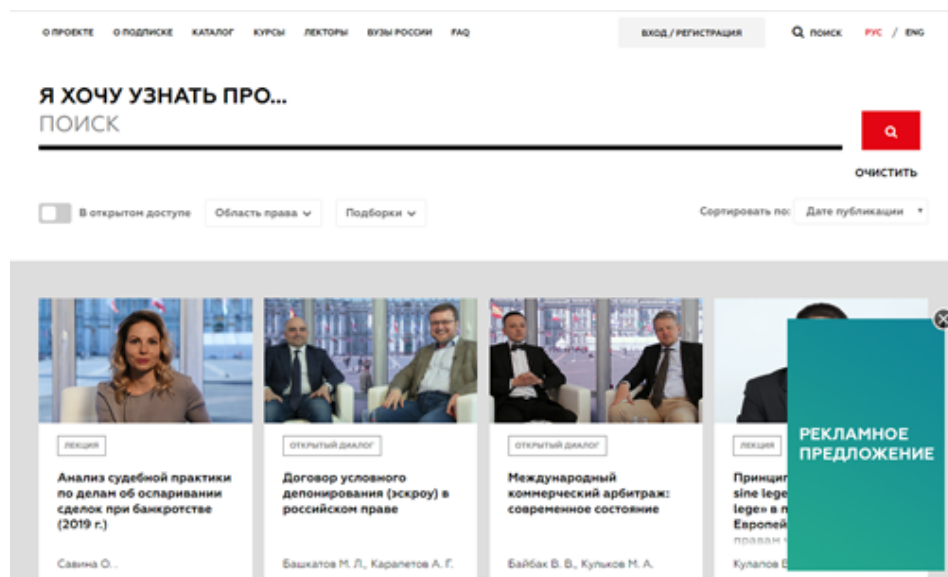 О ПРОЕКТЕ О ПОДПИСКЕ КАТАЛОГ КУРСЫ ЛЕКТОРЫ ВУЗЫ РОССИИ FAQ ВХОД / РЕГИСТРАЦИЯ ПОИСК РУС / ENG
Я ХОЧУ УЗНАТЬ ПРО...
ПОИСК
ОЧИСТИТЬ
В открытом доступе Область права Подборки Сортировать по: Дате публикации
ЛЕКЦИЯ
Анализ судебной практики
по делам об оспаривании
сделок при банкротстве
(2019 г.)
Савина О..
ОТКРЫТЫЙ ДИАЛОГ
Договор условного
депонирования (эскроу) в
российском праве
Башкатов М. Л., Карапетов А. Г.
ОТКРЫТЫЙ ДИАЛОГ
Международный
коммерческий арбитраж:
современное состояние
Байбак В. В., Кульков М. А.
ЛЕКЦИЯ
Принцип
sine lege
lege» в п
Европей
правам ч
Кулапов В
РЕКЛАМНОЕ
ПРЕДЛОЖЕНИЕ